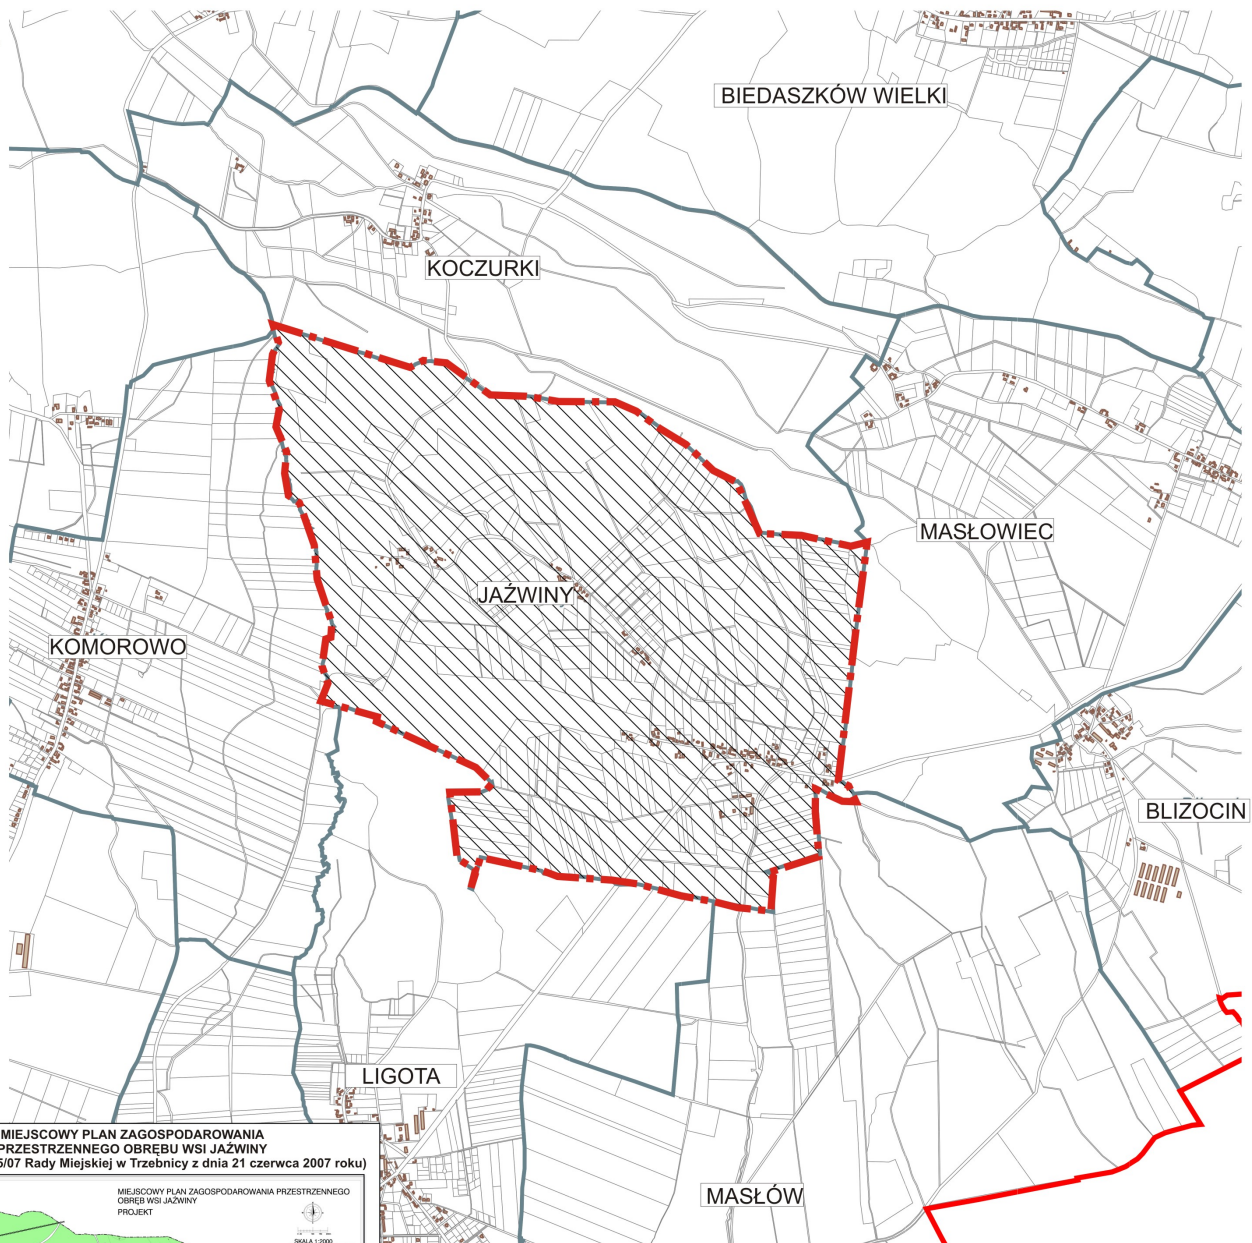 BIEDASZKÓW WIELKI
KOCZURKI
MASŁOWIEC
JAŹWINY
KOMOROWO
BLIZOCIN
LIGOTA
MASŁÓW
MIEJSCOWY PLAN ZAGOSPODAROWANIA
PRZESTRZENNEGO OBRĘBU WSI JAŹWINY
5/07 Rady Miejskiej w Trzebnicy z dnia 21 czerwca 2007 roku)
MIEJSCOWY PLAN ZAGOSPODAROWANIA PRZESTRZENNEGO
OBRĘB WSI JAŹWINY
PROJEKT
SKALA 1:2000